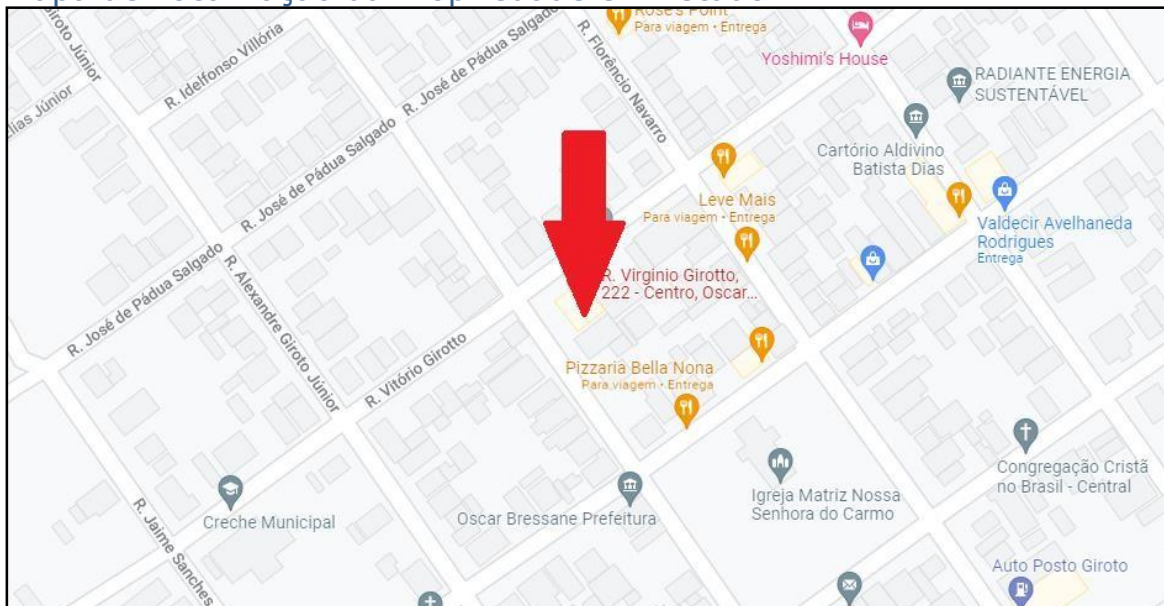 Rose's Point
Para viagem • Entrega
Yoshimi's House
RADIANTE ENERGIA
SUSTENTÁVEL
Cartório Aldivino
Batista Dias
R. Florêncio Navarro
R. Idelfonso Villória
R. José de Pádua Salgado
Giroto Júnior
lias Júnior
R. José de Pádua Salgado
Leve Mais
Para viagem • Entrega
Valdecir Avelhaneda
Rodrigues
Entrega
R. José de Pádua Salgado
R. Alexandre Giroto Júnior
R. Virginio Girotto,
222 - Centro, Oscar...
R. Vitório Girotto
Pizzaria Bella Nona
Para viagem • Entrega
Congregação Cristã
no Brasil - Central
Igreja Matriz Nossa
Senhora do Carmo
Oscar Bressane Prefeitura
Creche Municipal
R. Jaime Sanches
Auto Posto Giroto